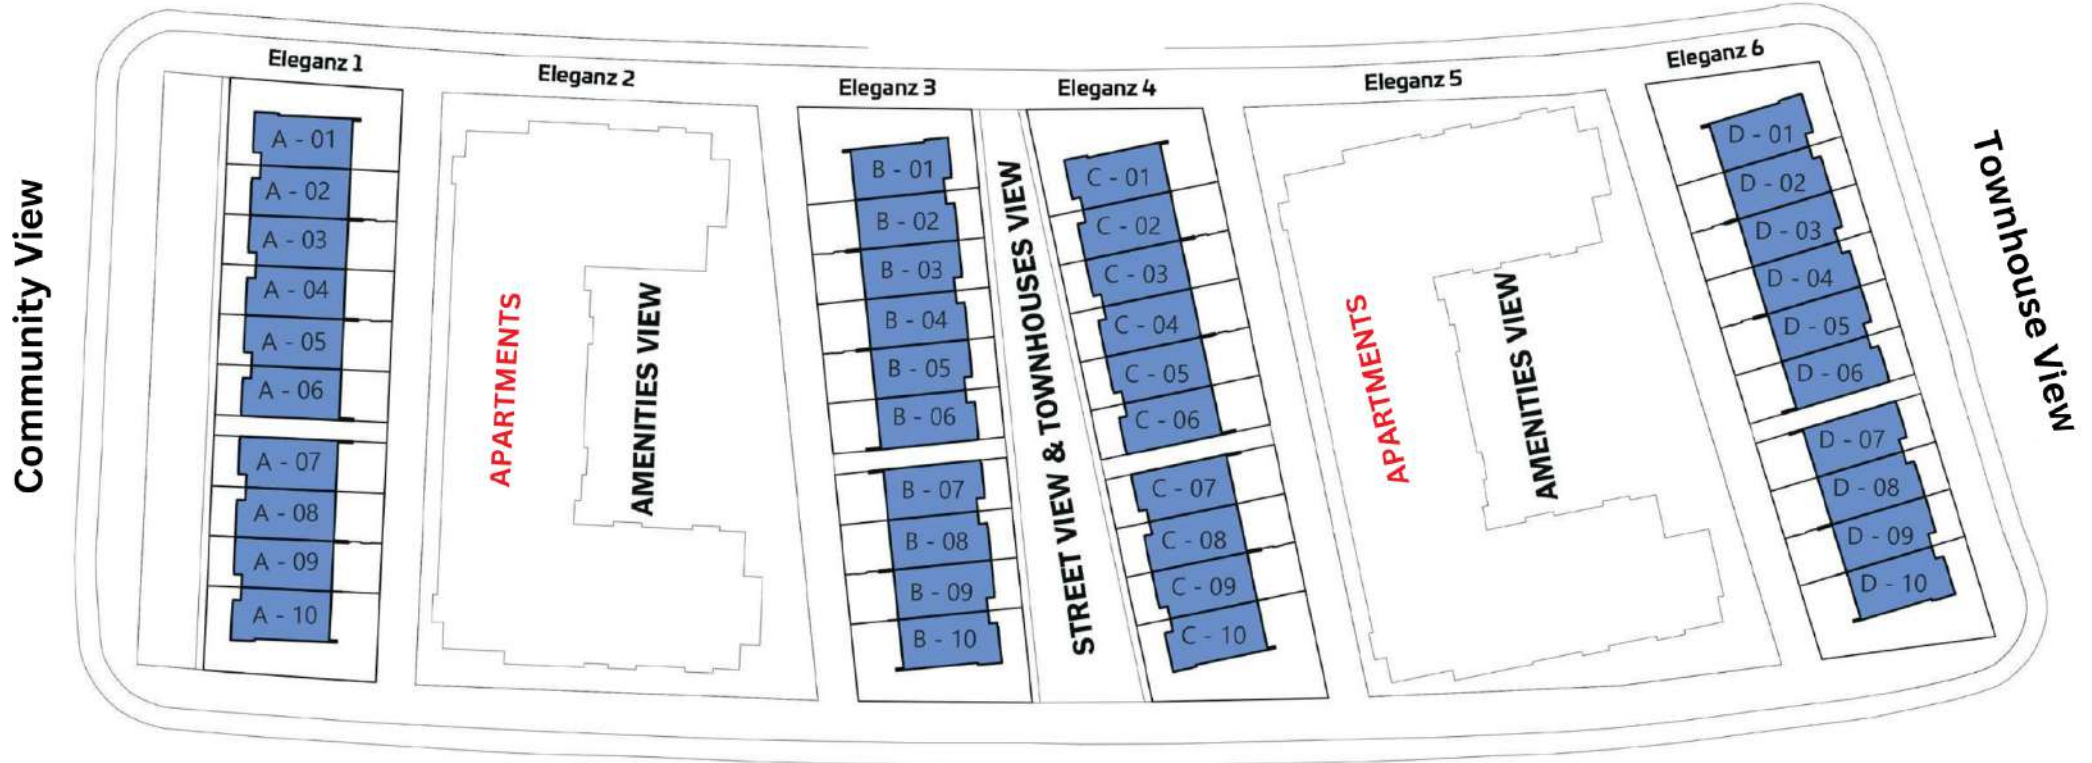 Eleganz 1
Eleganz 2
Eleganz 3
Eleganz 4
Eleganz 5
Eleganz 6
Community View
A - 01
A - 02
A - 03
A - 04
A - 05
A - 06
A - 07
A - 08
A - 09
A - 10
APARTMENTS
AMENITIES VIEW
B - 01
B - 02
B - 03
B - 04
B - 05
B - 06
B - 07
B - 08
B - 09
B - 10
STREET VIEW & TOWNHOUSES VIEW
C - 01
C - 02
C - 03
C - 04
C - 05
C - 06
C - 07
C - 08
C - 09
C - 10
APARTMENTS
AMENITIES VIEW
D - 01
D - 02
D - 03
D - 04
D - 05
D - 06
D - 07
D - 08
D - 09
D - 10
Townhouse View